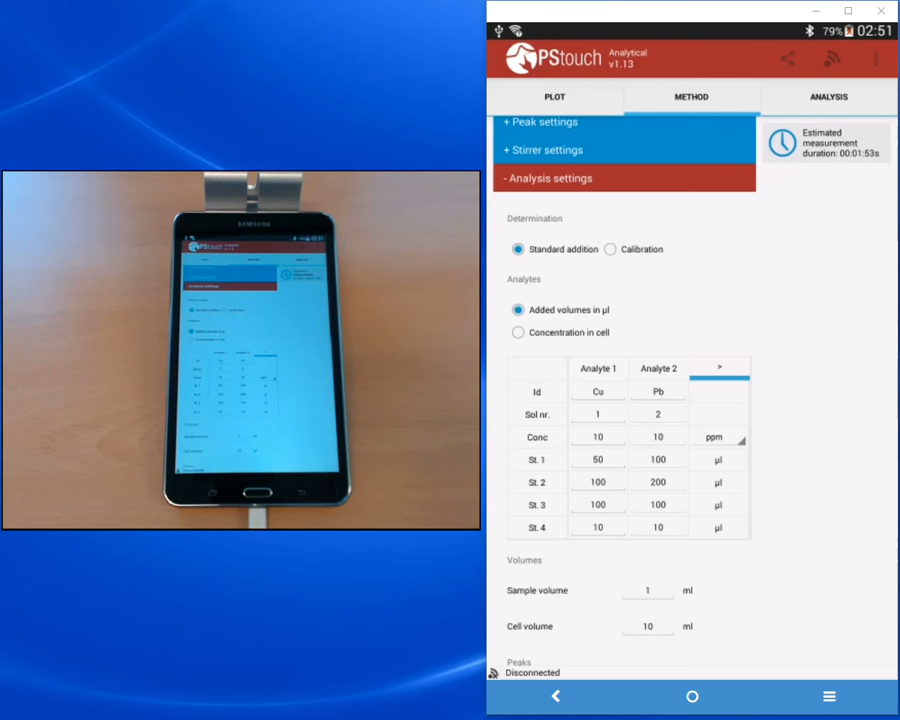 SAMSUNG
79% 02:51
PStouch Analytical v1.13
PLOT METHOD ANALYSIS
+ Peak settings
+ Stirrer settings
- Analysis settings
Estimated
measurement
duration: 00:01:53s
Determination
Standard addition Calibration
Analytes
Added volumes in µl
Concentration in cell
Analyte 1 Analyte 2 >
Id Cu Pb
Sol nr. 1 2
Conc 10 10 ppm
St. 1 50 100 µl
St. 2 100 200 µl
St. 3 100 100 µl
St. 4 10 10 µl
Volumes
Sample volume 1 ml
Cell volume 10 ml
Peaks
Disconnected